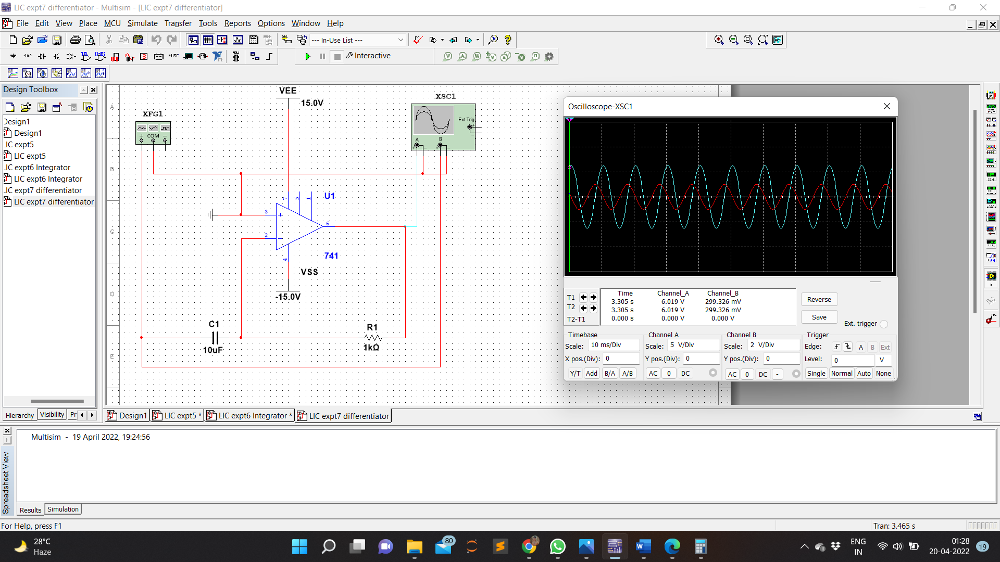 LIC expt7 differentiator - Multisim - [LIC expt7 differentiator]
File Edit View Place MCU Simulate Transfer Tools Reports Options Window Help
--- In-Use List ---
MISC
Interactive
Design Toolbox
Design1
Design1
LIC expt5
LIC expt5
LIC expt6 Integrator
LIC expt6 Integrator
LIC expt7 differentiator
LIC expt7 differentiator
Hierarchy Visibility Pr
A
B
C
D
E
VEE
15.0V
XFG1
+ COM −
XSC1
Ext Trig
A B
U1
7 5 1
3
2
6
4
741
VSS
-15.0V
C1
10uF
R1
1kΩ
Design1 LIC expt5 * LIC expt6 Integrator * LIC expt7 differentiator
Oscilloscope-XSC1
Time Channel_A Channel_B
T1 3.305 s 6.019 V 299.326 mV
T2 3.305 s 6.019 V 299.326 mV
T2-T1 0.000 s 0.000 V 0.000 V
Reverse
Save
Ext. trigger
Timebase Channel A Channel B Trigger
Scale: 10 ms/Div Scale: 5 V/Div Scale: 2 V/Div Edge: A B Ext
X pos.(Div): 0 Y pos.(Div): 0 Y pos.(Div): 0 Level: 0 V
Y/T Add B/A A/B AC 0 DC AC 0 DC - Single Normal Auto None
Spreadsheet View
Multisim - 19 April 2022, 19:24:56
Results Simulation
For Help, press F1
Tran: 3.465 s
28°C
Haze
80
ENG
IN
01:28
20-04-2022
19